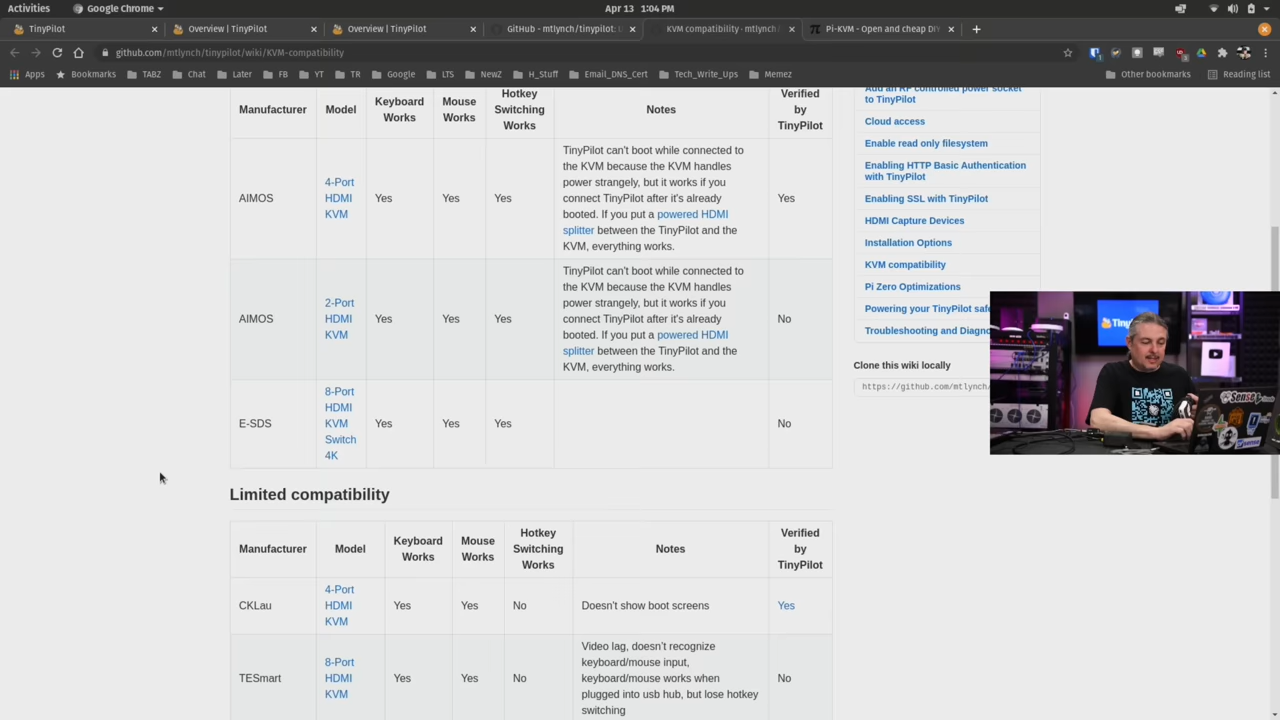 Activities
Google Chrome
Apr 13 1:04 PM
TinyPilot
Overview | TinyPilot
Overview | TinyPilot
GitHub - mtlynch/tinypilot: U
KVM compatibility · mtlynch/
Pi-KVM - Open and cheap DIY
github.com/mtlynch/tinypilot/wiki/KVM-compatibility
Apps
Bookmarks
TABZ
Chat
Later
FB
YT
TR
Google
LTS
NewZ
H_Stuff
Email_DNS_Cert
Tech_Write_Ups
Memez
Other bookmarks
Reading list
Manufacturer
Model
Keyboard
Works
Mouse
Works
Hotkey
Switching
Works
Notes
Verified
by
TinyPilot
AIMOS
4-Port
HDMI
KVM
Yes
Yes
Yes
TinyPilot can't boot while connected to
the KVM because the KVM handles
power strangely, but it works if you
connect TinyPilot after it's already
booted. If you put a powered HDMI
splitter between the TinyPilot and the
KVM, everything works.
Yes
AIMOS
2-Port
HDMI
KVM
Yes
Yes
Yes
TinyPilot can't boot while connected to
the KVM because the KVM handles
power strangely, but it works if you
connect TinyPilot after it's already
booted. If you put a powered HDMI
splitter between the TinyPilot and the
KVM, everything works.
No
E-SDS
8-Port
HDMI
KVM
Switch
4K
Yes
Yes
Yes
No
Limited compatibility
Manufacturer
Model
Keyboard
Works
Mouse
Works
Hotkey
Switching
Works
Notes
Verified
by
TinyPilot
CKLau
4-Port
HDMI
KVM
Yes
Yes
No
Doesn't show boot screens
Yes
TESmart
8-Port
HDMI
KVM
Yes
Yes
No
Video lag, doesn't recognize
keyboard/mouse input,
keyboard/mouse works when
plugged into usb hub, but lose hotkey
switching
No
Add an RF controlled power socket
to TinyPilot
Cloud access
Enable read only filesystem
Enabling HTTP Basic Authentication
with TinyPilot
Enabling SSL with TinyPilot
HDMI Capture Devices
Installation Options
KVM compatibility
Pi Zero Optimizations
Powering your TinyPilot safe
Troubleshooting and Diagno
Clone this wiki locally
https://github.com/mtlynch/